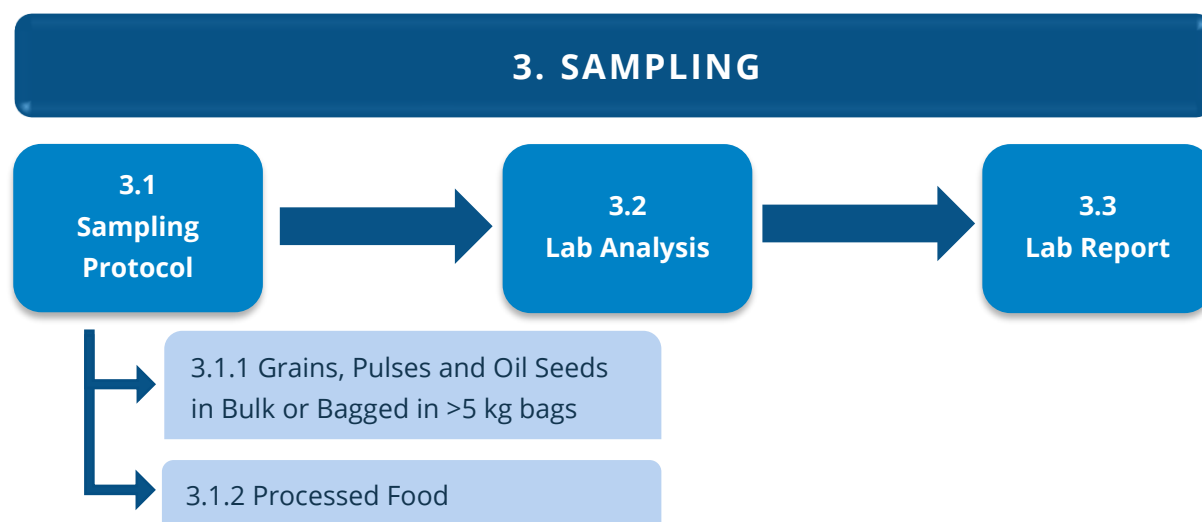 3. SAMPLING
3.1
Sampling
Protocol
3.2
Lab Analysis
3.3
Lab Report
3.1.1 Grains, Pulses and Oil Seeds
in Bulk or Bagged in >5 kg bags
3.1.2 Processed Food